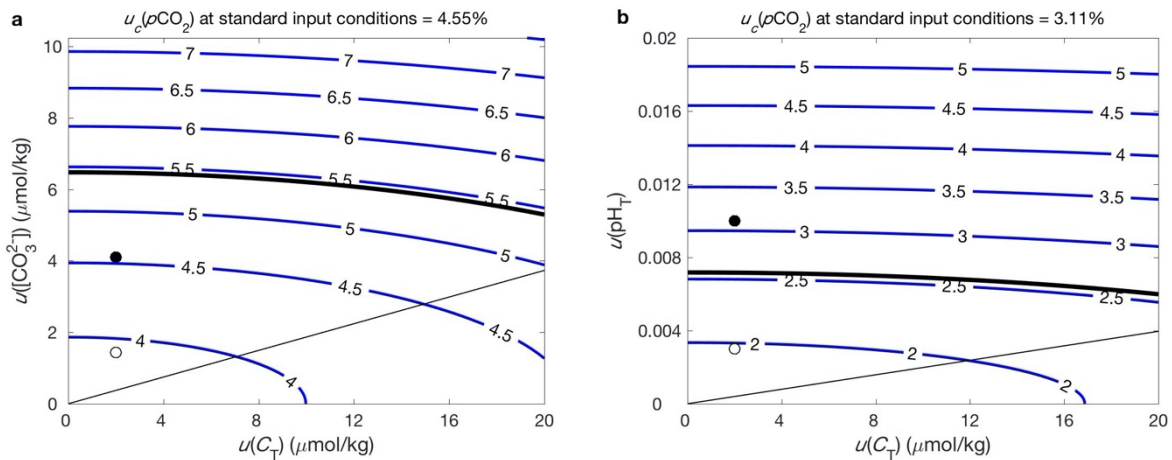 a
u_c(pCO₂) at standard input conditions = 4.55%
u([CO₃²⁻]) (μmol/kg)
10
8
6
4
2
0
7 7 7
6.5 6.5 6.5
6 6 6
5.5 5.5 5.5
5 5 5
4.5 4.5 4.5
4 4
0 4 8 12 16 20
u(C_T) (μmol/kg)
b
u_c(pCO₂) at standard input conditions = 3.11%
u(pH_T)
0.02
0.016
0.012
0.008
0.004
0
5 5 5
4.5 4.5 4.5
4 4 4
3.5 3.5 3.5
3 3 3
2.5 2.5 2.5
2 2 2
0 4 8 12 16 20
u(C_T) (μmol/kg)